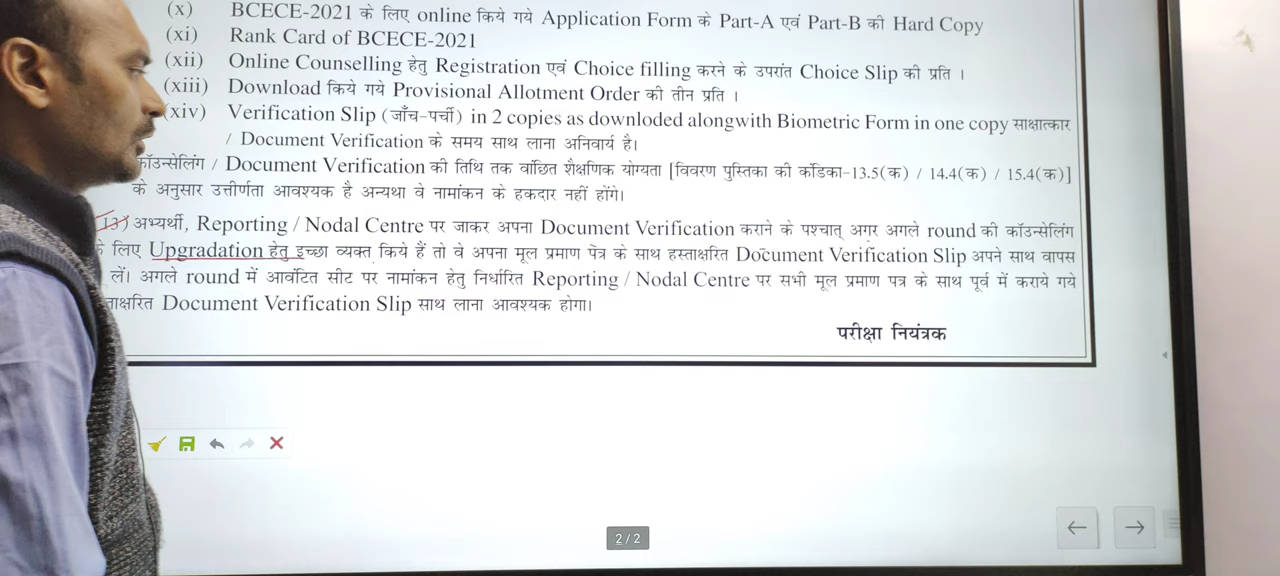 (x) BCECE-2021 के लिए online किये गये Application Form के Part-A एवं Part-B की Hard Copy
(xi) Rank Card of BCECE-2021
(xii) Online Counselling हेतु Registration एवं Choice filling करने के उपरांत Choice Slip की प्रति ।
(xiii) Download किये गये Provisional Allotment Order की तीन प्रति ।
(xiv) Verification Slip (जाँच-पर्ची) in 2 copies as downloded alongwith Biometric Form in one copy साक्षात्कार
/ Document Verification के समय साथ लाना अनिवार्य है।
कॉउन्सेलिंग / Document Verification की तिथि तक वांछित शैक्षणिक योग्यता [विवरण पुस्तिका की कंडिका-13.5(क) / 14.4(क) / 15.4(क)]
के अनुसार उत्तीर्णता आवश्यक है अन्यथा वे नामांकन के हकदार नहीं होंगे।
13) अभ्यर्थी, Reporting / Nodal Centre पर जाकर अपना Document Verification कराने के पश्चात् अगर अगले round की कॉउन्सेलिंग
के लिए Upgradation हेतु इच्छा व्यक्त किये हैं तो वे अपना मूल प्रमाण पत्र के साथ हस्ताक्षरित Document Verification Slip अपने साथ वापस
लें। अगले round में आवंटित सीट पर नामांकन हेतु निर्धारित Reporting / Nodal Centre पर सभी मूल प्रमाण पत्र के साथ पूर्व में कराये गये
ताक्षरित Document Verification Slip साथ लाना आवश्यक होगा।
परीक्षा नियंत्रक
2 / 2